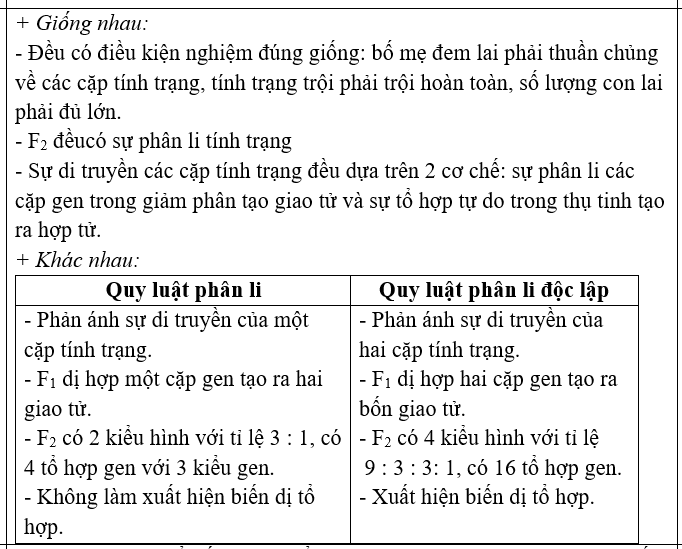 + Giống nhau:
- Đều có điều kiện nghiệm đúng giống: bố mẹ đem lai phải thuần chủng
về các cặp tính trạng, tính trạng trội phải trội hoàn toàn, số lượng con lai
phải đủ lớn.
- F₂ đềucó sự phân li tính trạng
- Sự di truyền các cặp tính trạng đều dựa trên 2 cơ chế: sự phân li các
cặp gen trong giảm phân tạo giao tử và sự tổ hợp tự do trong thụ tinh tạo
ra hợp tử.
+ Khác nhau:
Quy luật phân li
- Phản ánh sự di truyền của một
cặp tính trạng.
- F₁ dị hợp một cặp gen tạo ra hai
giao tử.
- F₂ có 2 kiểu hình với tỉ lệ 3 : 1, có
4 tổ hợp gen với 3 kiểu gen.
- Không làm xuất hiện biến dị tổ
hợp.
Quy luật phân li độc lập
- Phản ánh sự di truyền của
hai cặp tính trạng.
- F₁ dị hợp hai cặp gen tạo ra
bốn giao tử.
- F₂ có 4 kiểu hình với tỉ lệ
9 : 3 : 3: 1, có 16 tổ hợp gen.
- Xuất hiện biến dị tổ hợp.